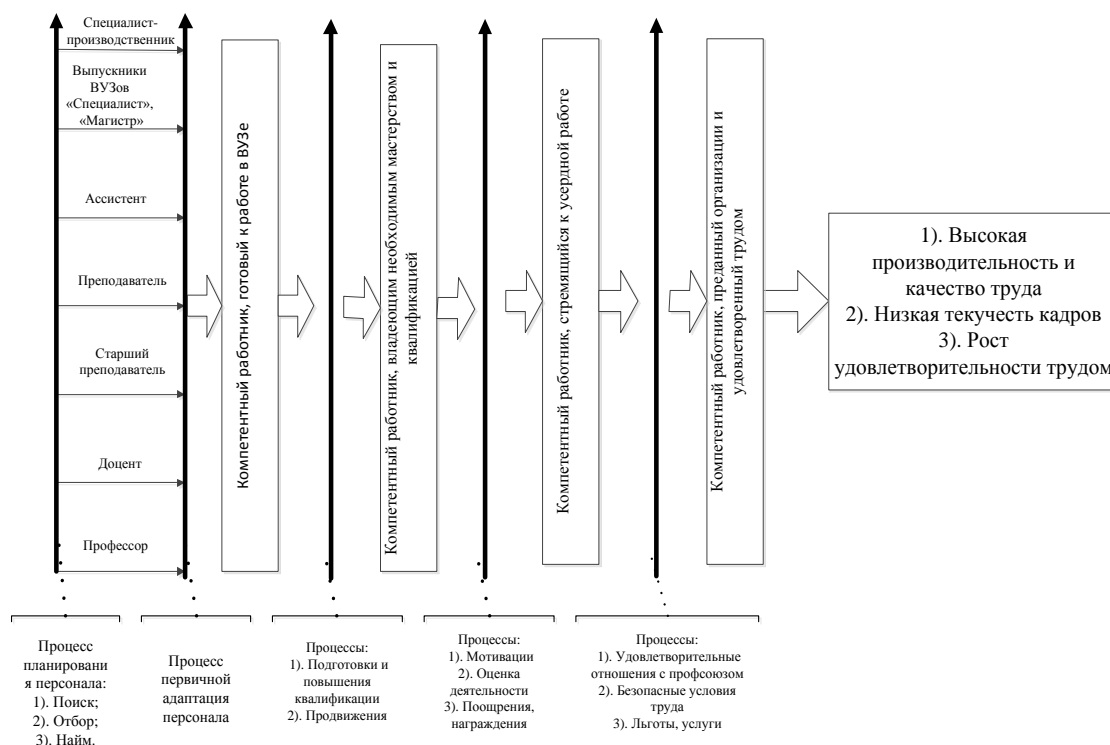 Специалист-
производственник
Выпускники
ВУЗов
«Специалист»,
«Магистр»
Ассистент
Преподаватель
Старший
преподаватель
Доцент
Профессор
Компетентный работник, готовый к работе в ВУЗе
Компетентный работник, владеющим необходимым мастерством и
квалификацией
Компетентный работник, стремящийся к усердной работе
Компетентный работник, преданный организации и
удовлетворенный трудом
1). Высокая
производительность и
качество труда
2). Низкая текучесть кадров
3). Рост
удовлетворительности трудом
Процесс
планировани
я персонала:
1). Поиск;
2). Отбор;
3). Найм.
Процесс
первичной
адаптация
персонала
Процессы:
1). Подготовки и
повышения
квалификации
2). Продвижения
Процессы:
1). Мотивации
2). Оценка
деятельности
3). Поощрения,
награждения
Процессы:
1). Удовлетворительные
отношения с профсоюзом
2). Безопасные условия
труда
3). Льготы, услуги